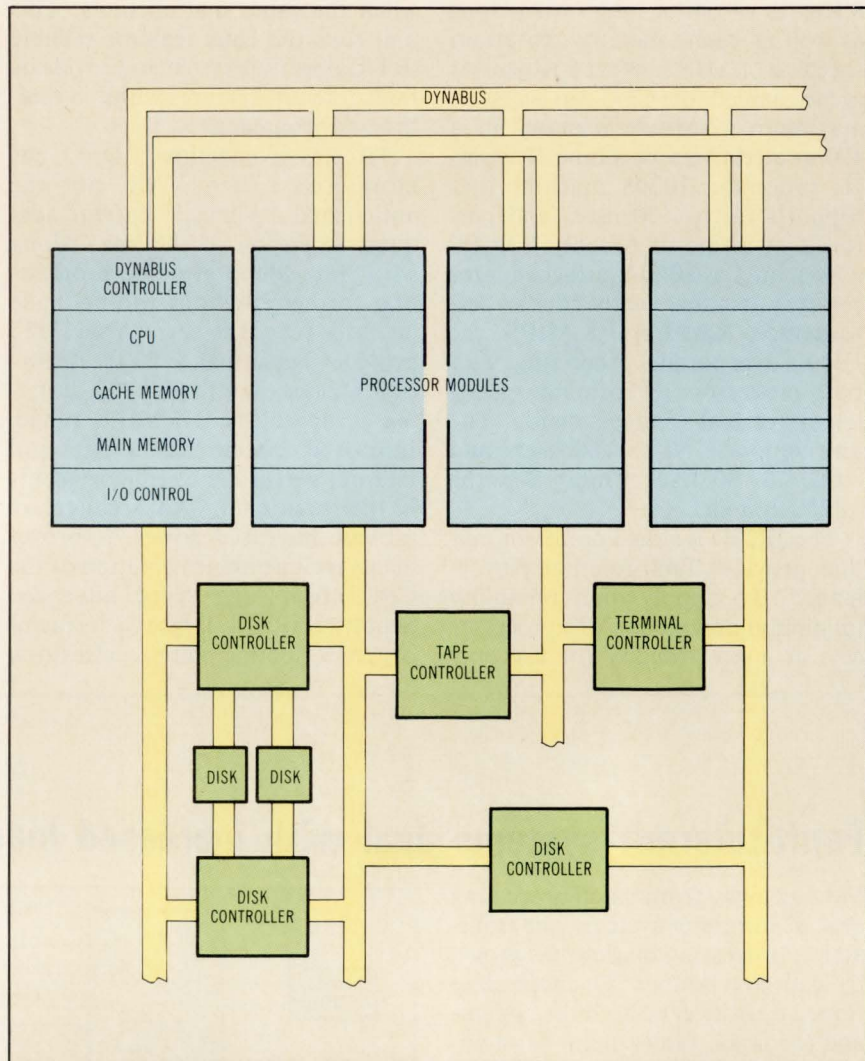 DYNABUS
DYNABUS
CONTROLLER
CPU
CACHE MEMORY
MAIN MEMORY
I/O CONTROL
PROCESSOR MODULES
DISK
CONTROLLER
TAPE
CONTROLLER
TERMINAL
CONTROLLER
DISK
DISK
DISK
CONTROLLER
DISK
CONTROLLER